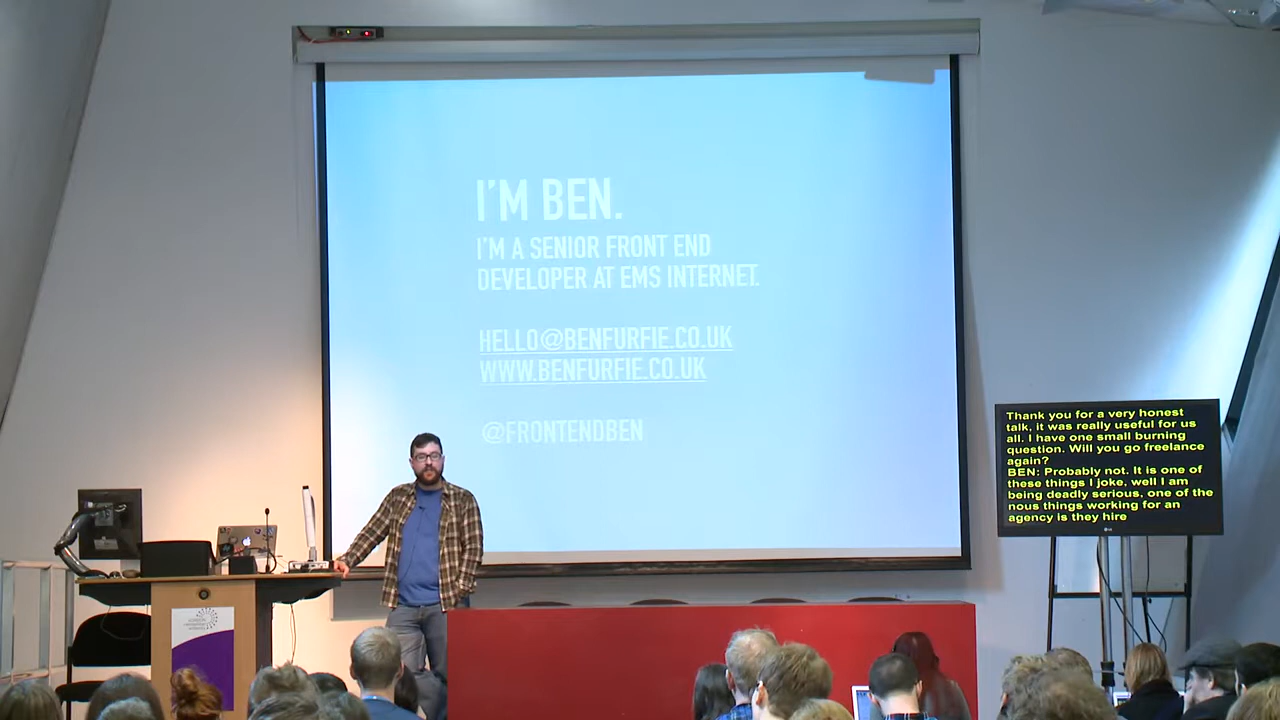 I'M BEN.
I'M A SENIOR FRONT END
DEVELOPER AT EMS INTERNET.
HELLO@BENFURFIE.CO.UK
WWW.BENFURFIE.CO.UK
@FRONTENDBEN
Thank you for a very honest
talk, it was really useful for us
all. I have one small burning
question. Will you go freelance
again?
BEN: Probably not. It is one of
these things I joke, well I am
being deadly serious, one of the
nous things working for an
agency is they hire